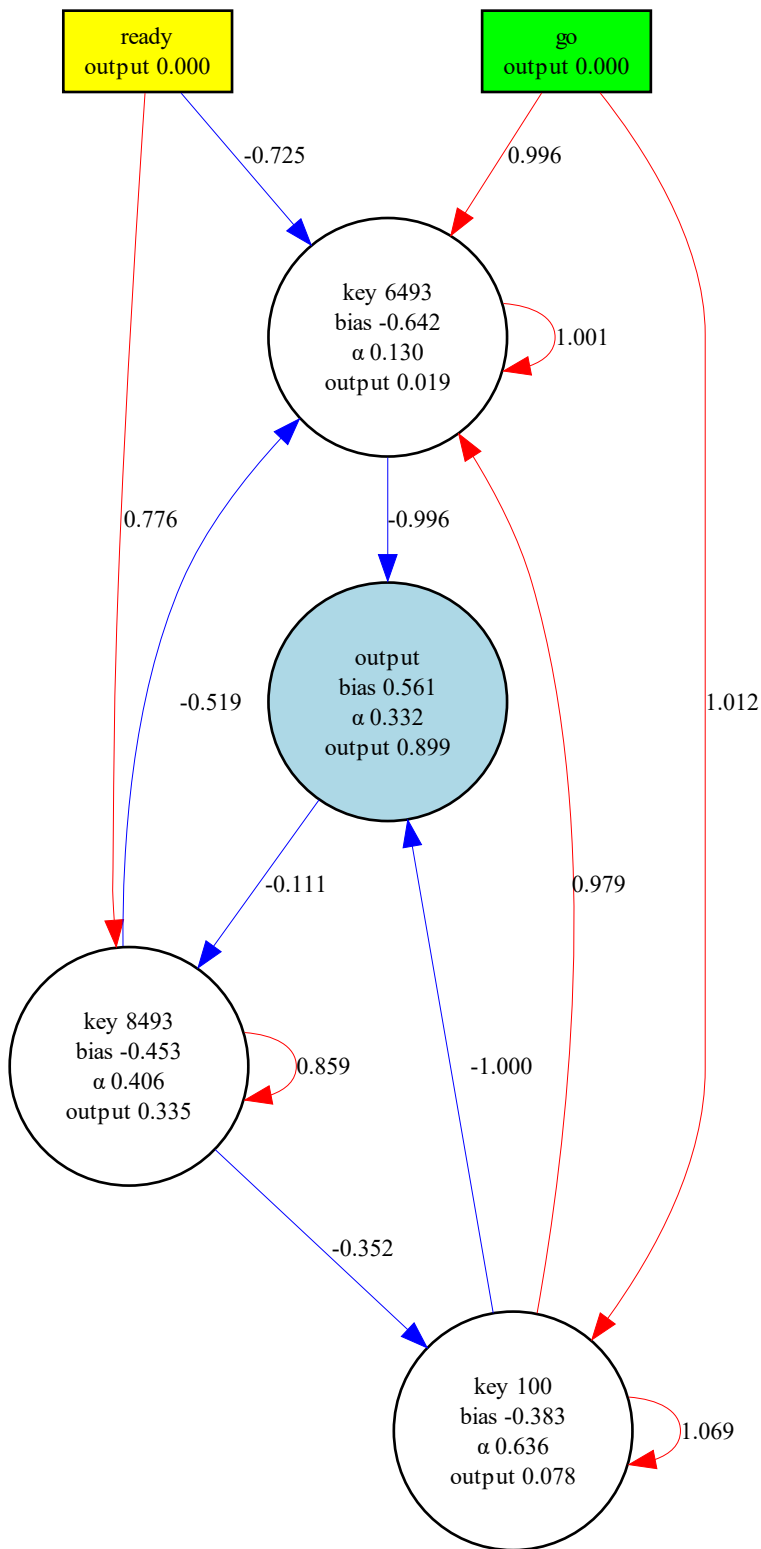 ready
output 0.000
go
output 0.000
-0.725
0.996
key 6493
bias -0.642
α 0.130
output 0.019
1.001
0.776
-0.996
output
bias 0.561
α 0.332
output 0.899
-0.519
1.012
-0.111
0.979
key 8493
bias -0.453
α 0.406
output 0.335
0.859
-1.000
-0.352
key 100
bias -0.383
α 0.636
output 0.078
1.069